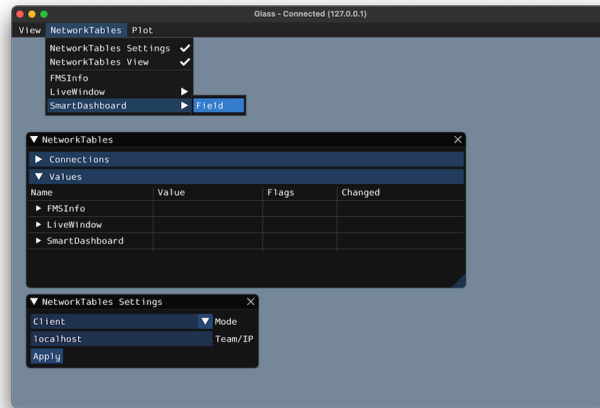 Glass - Connected (127.0.0.1)
View NetworkTables Plot
NetworkTables Settings
NetworkTables View
FMSInfo
LiveWindow
SmartDashboard Field
NetworkTables
Connections
Values
Name Value Flags Changed
FMSInfo
LiveWindow
SmartDashboard
NetworkTables Settings
Client Mode
localhost Team/IP
Apply